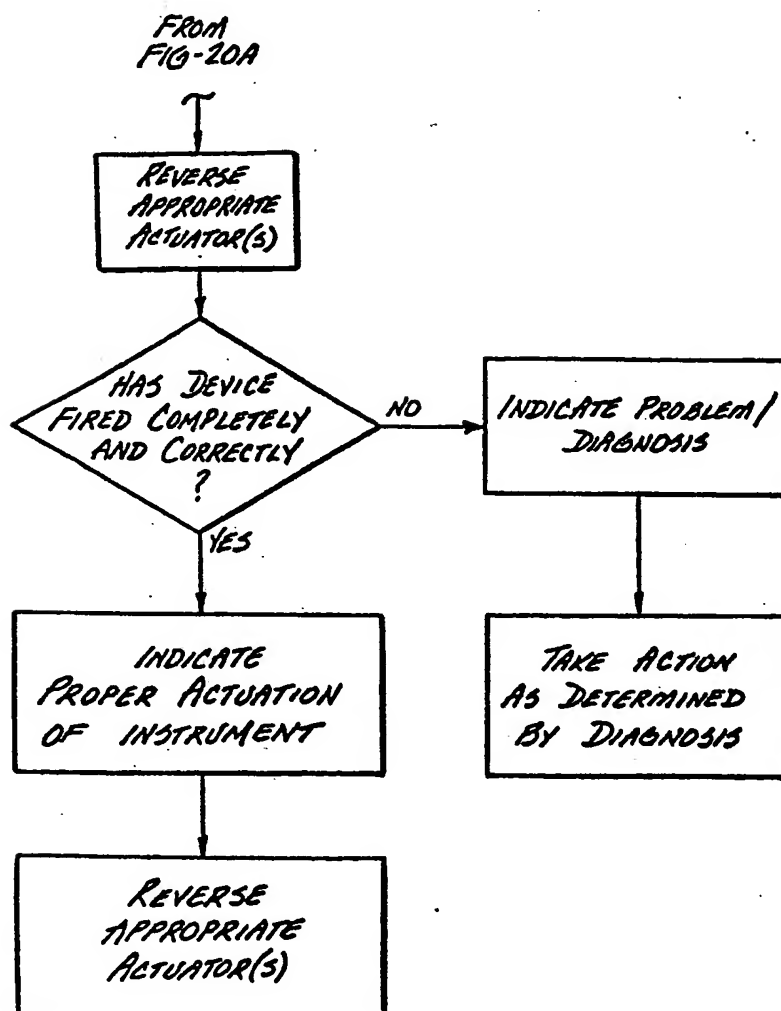 FROM
FIG-20A
REVERSE
APPROPRIATE
ACTUATOR(S)
HAS DEVICE
FIRED COMPLETELY
AND CORRECTLY
?
NO
YES
INDICATE PROBLEM/
DIAGNOSIS
TAKE ACTION
AS DETERMINED
BY DIAGNOSIS
INDICATE
PROPER ACTUATION
OF INSTRUMENT
REVERSE
APPROPRIATE
ACTUATOR(S)